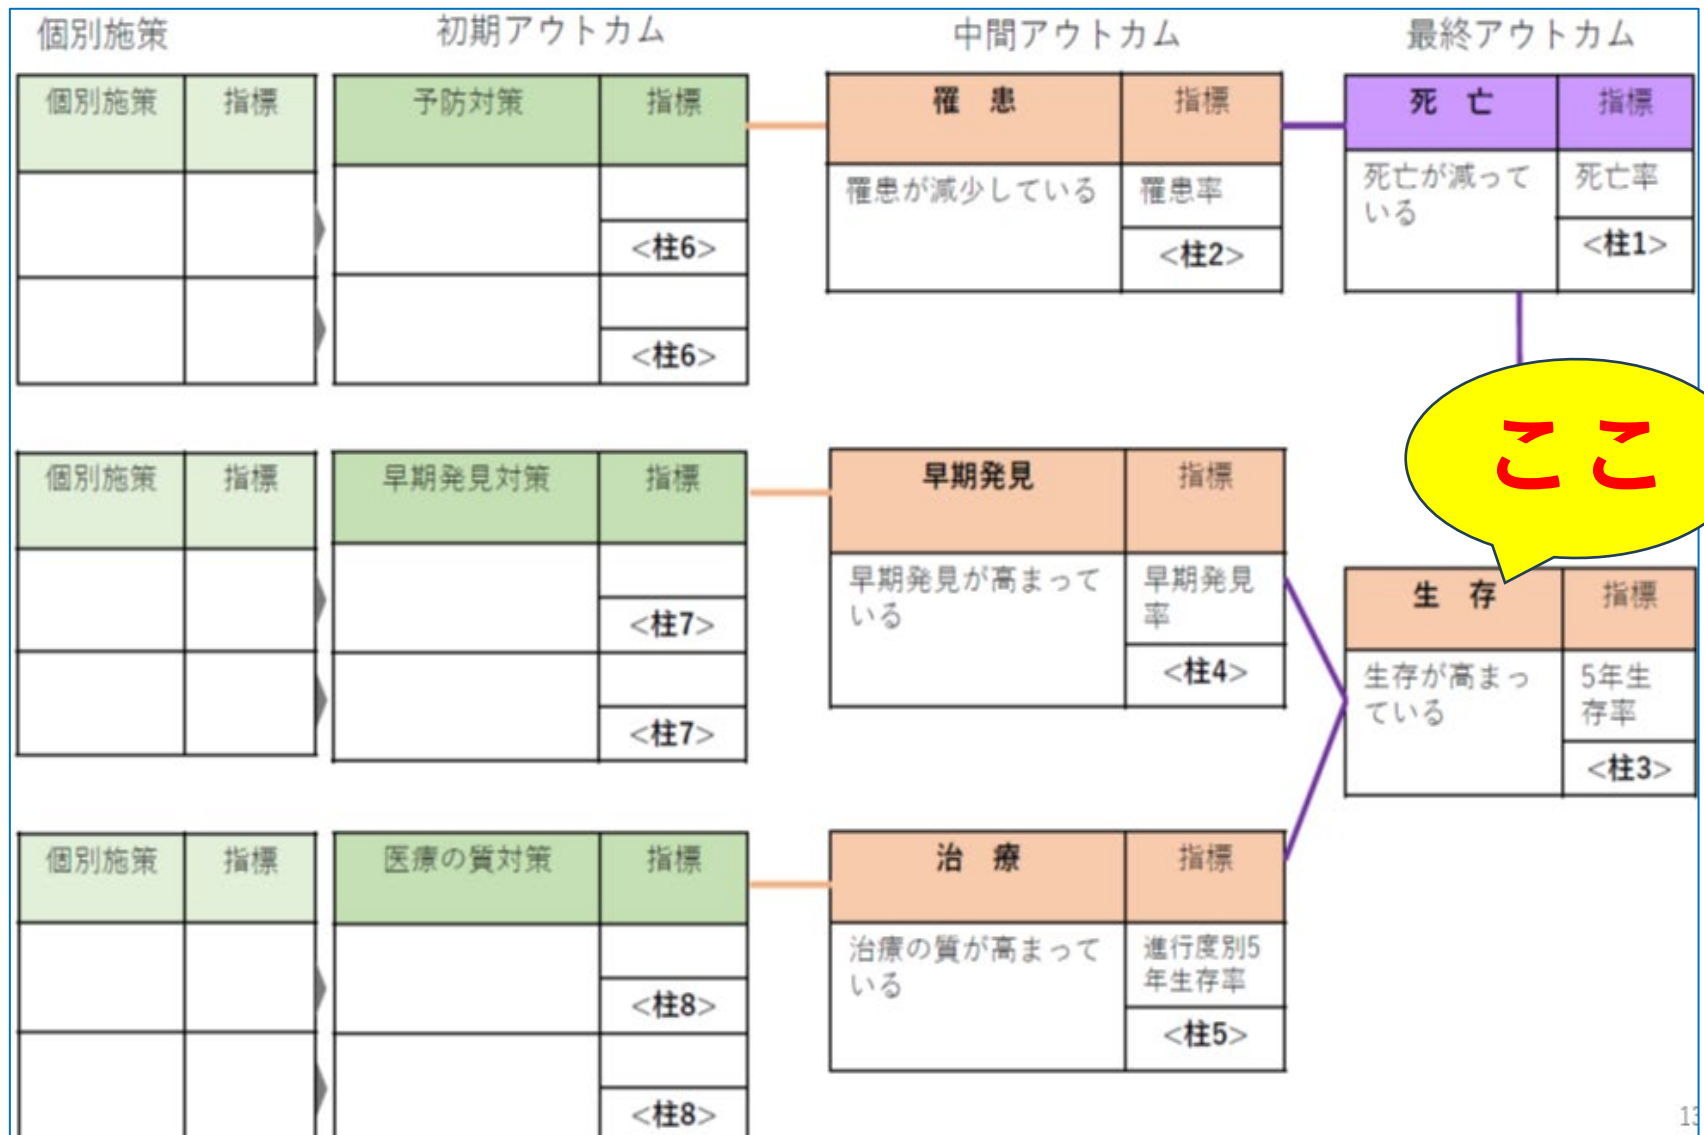 個別施策
初期アウトカム
中間アウトカム
最終アウトカム
個別施策
指標
予防対策
指標
<柱6>
<柱6>
罹 患
指標
罹患が減少している
罹患率
<柱2>
死 亡
指標
死亡が減って
いる
死亡率
<柱1>
ここ
個別施策
指標
早期発見対策
指標
<柱7>
<柱7>
早期発見
指標
早期発見が高まって
いる
早期発見
率
<柱4>
生 存
指標
生存が高まっ
ている
5年生
存率
<柱3>
個別施策
指標
医療の質対策
指標
<柱8>
<柱8>
治 療
指標
治療の質が高まって
いる
進行度別5
年生存率
<柱5>
13